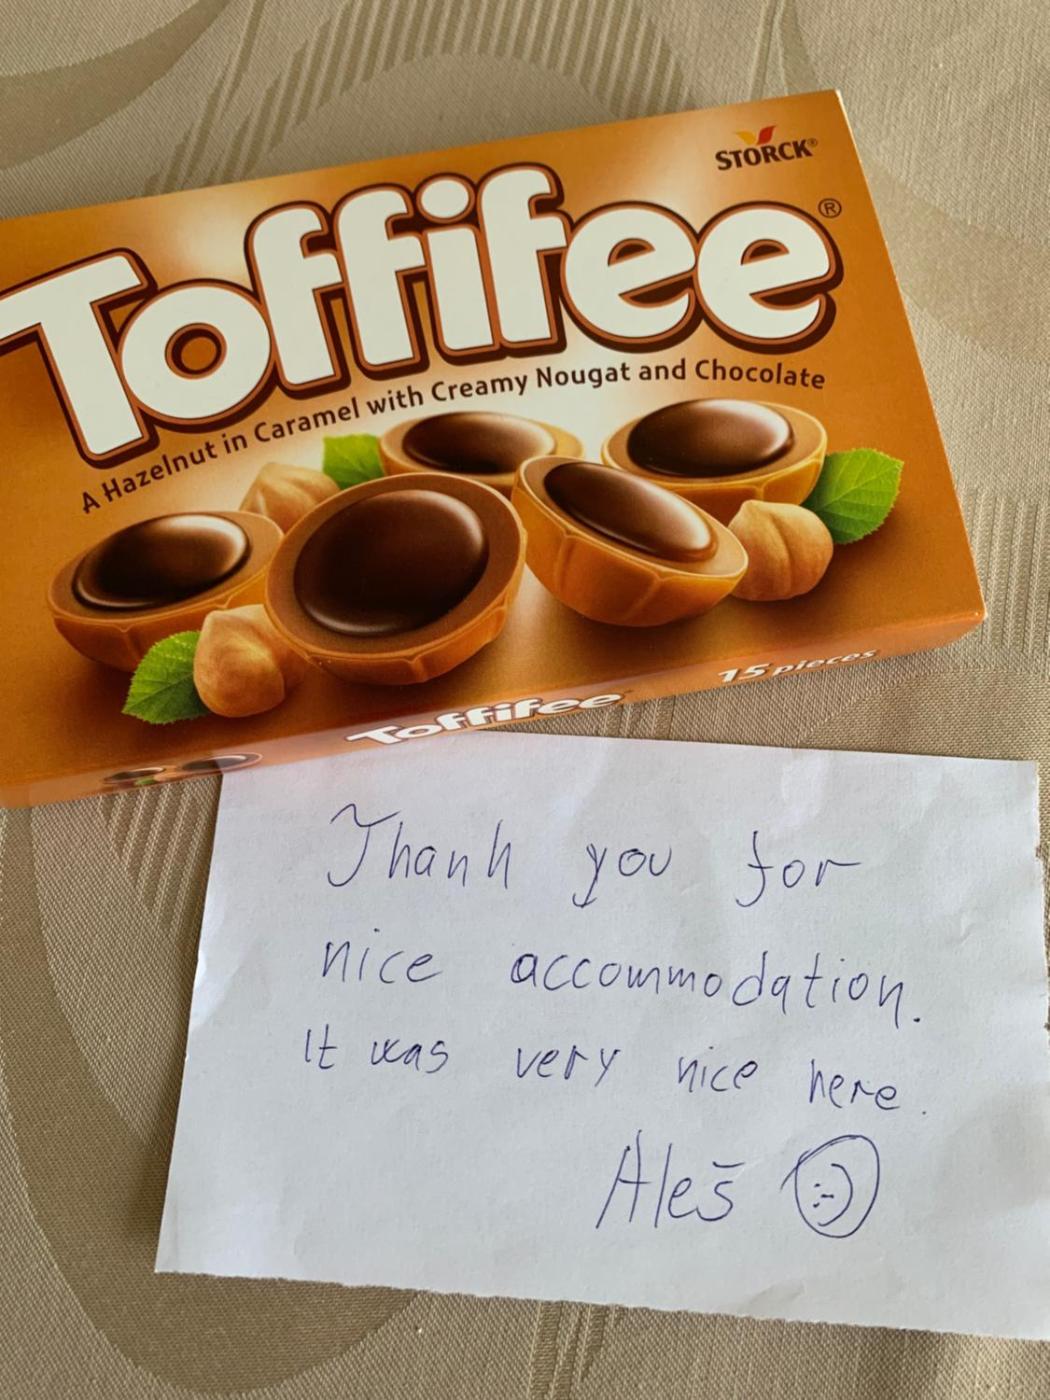 STORCK®
Toffifee®
A Hazelnut in Caramel with Creamy Nougat and Chocolate
Toffifee
15 pieces
Thank you for
nice accommodation.
It was very nice here.
Aleš :-)